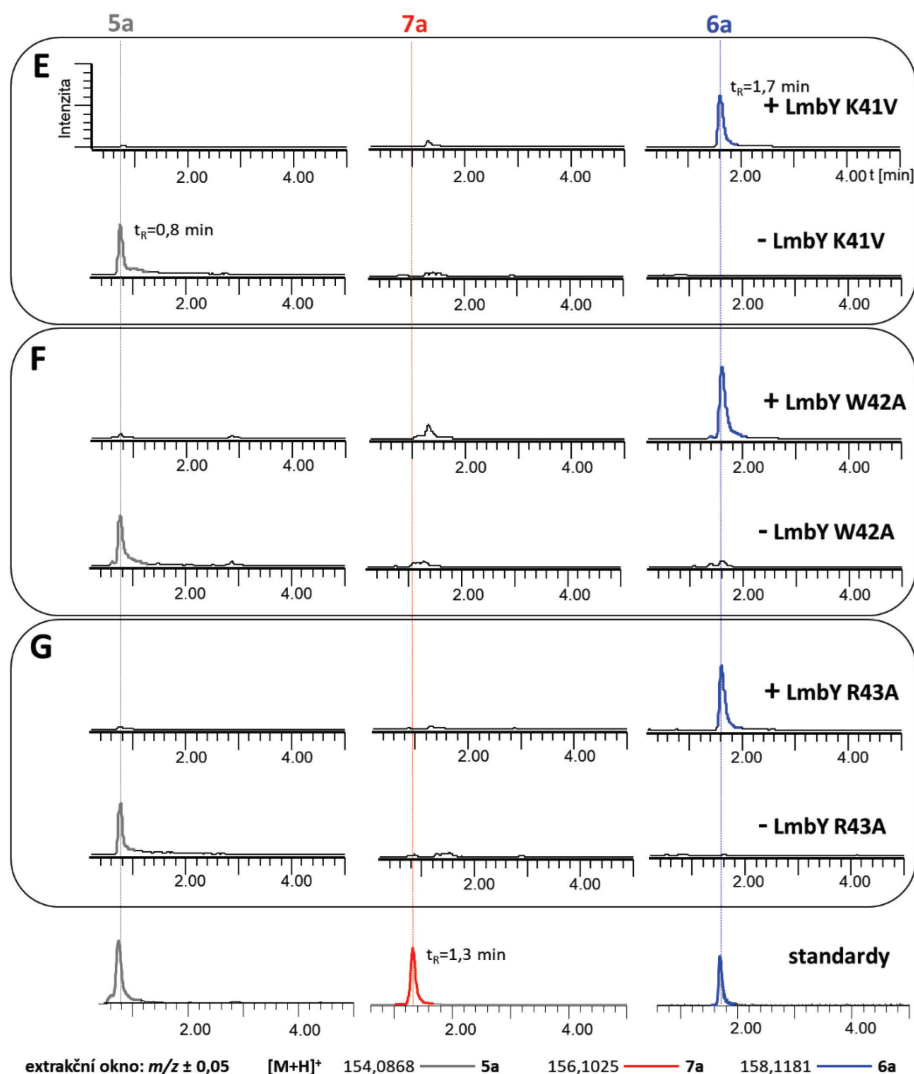 5a 7a 6a
E
Intenzita
tR=1,7 min
+ LmbY K41V
2.00 4.00 2.00 4.00 2.00 4.00 t [min]
tR=0,8 min
- LmbY K41V
2.00 4.00 2.00 4.00 2.00 4.00
F
+ LmbY W42A
2.00 4.00 2.00 4.00 2.00 4.00
- LmbY W42A
2.00 4.00 2.00 4.00 2.00 4.00
G
+ LmbY R43A
2.00 4.00 2.00 4.00 2.00 4.00
- LmbY R43A
2.00 4.00 2.00 4.00 2.00 4.00
tR=1,3 min
standardy
2.00 4.00 2.00 4.00 2.00 4.00
extrakční okno: m/z ± 0,05 [M+H]+ 154,0868 5a 156,1025 7a 158,1181 6a